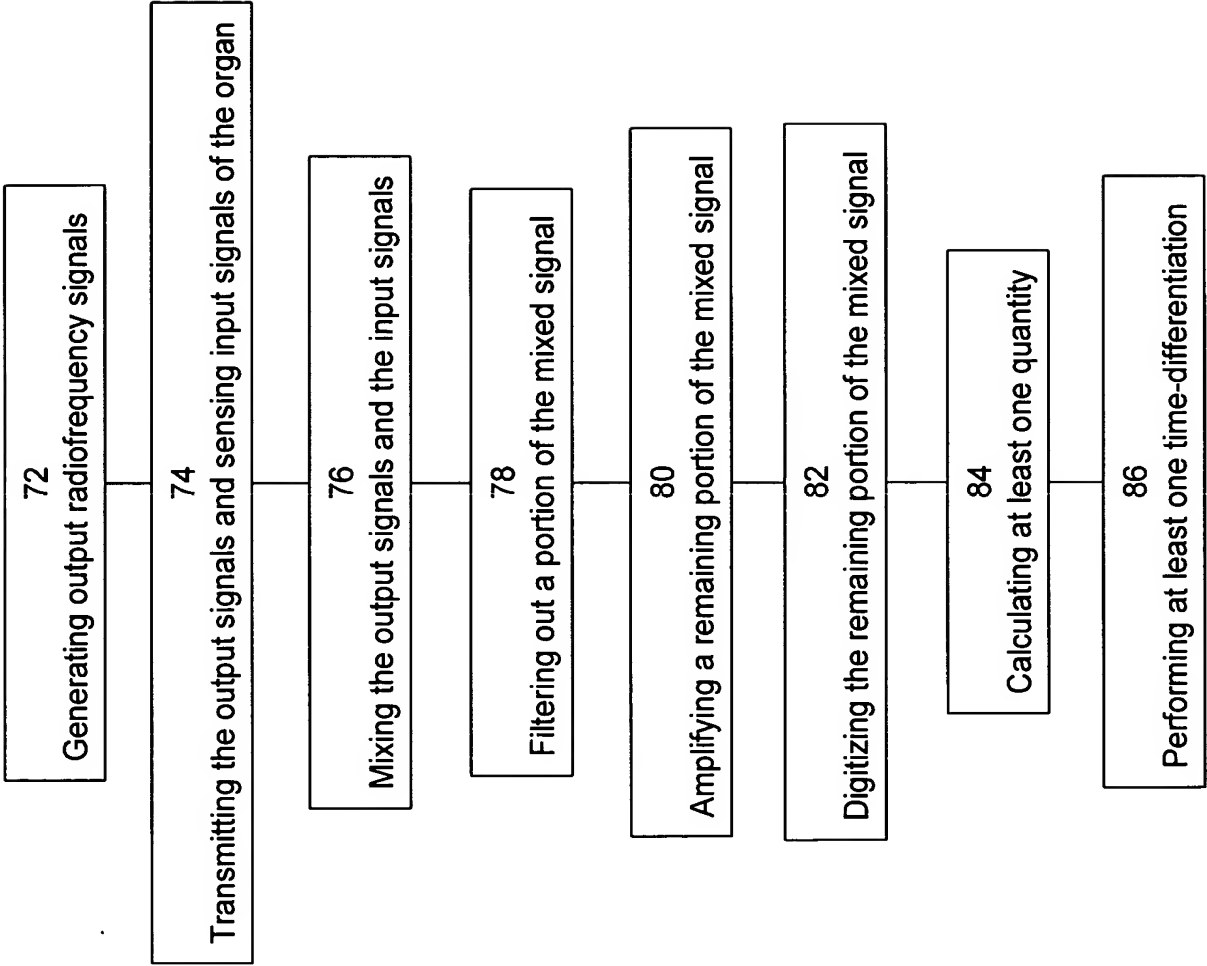 72
Generating output radiofrequency signals
74
Transmitting the output signals and sensing input signals of the organ
76
Mixing the output signals and the input signals
78
Filtering out a portion of the mixed signal
80
Amplifying a remaining portion of the mixed signal
82
Digitizing the remaining portion of the mixed signal
84
Calculating at least one quantity
86
Performing at least one time-differentiation